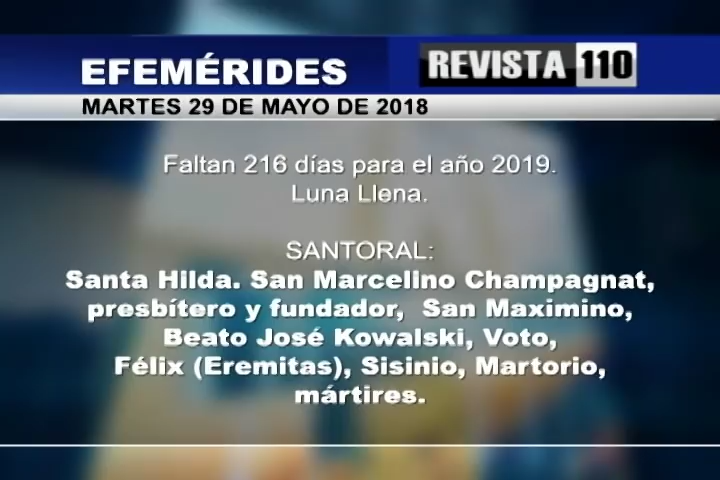 EFEMÉRIDES
REVISTA 110
MARTES 29 DE MAYO DE 2018
Faltan 216 días para el año 2019.
Luna Llena.
SANTORAL:
Santa Hilda. San Marcelino Champagnat,
presbítero y fundador, San Maximino,
Beato José Kowalski, Voto,
Félix (Eremitas), Sisinio, Martorio,
mártires.